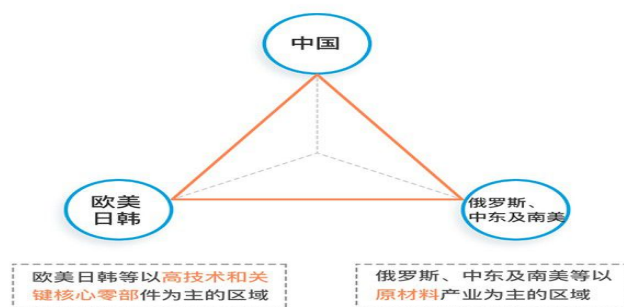 中国
欧美
日韩
俄罗斯、
中东及南美
欧美日韩等以高技术和关
键核心零部件为主的区域
俄罗斯、中东及南美等以
原材料产业为主的区域